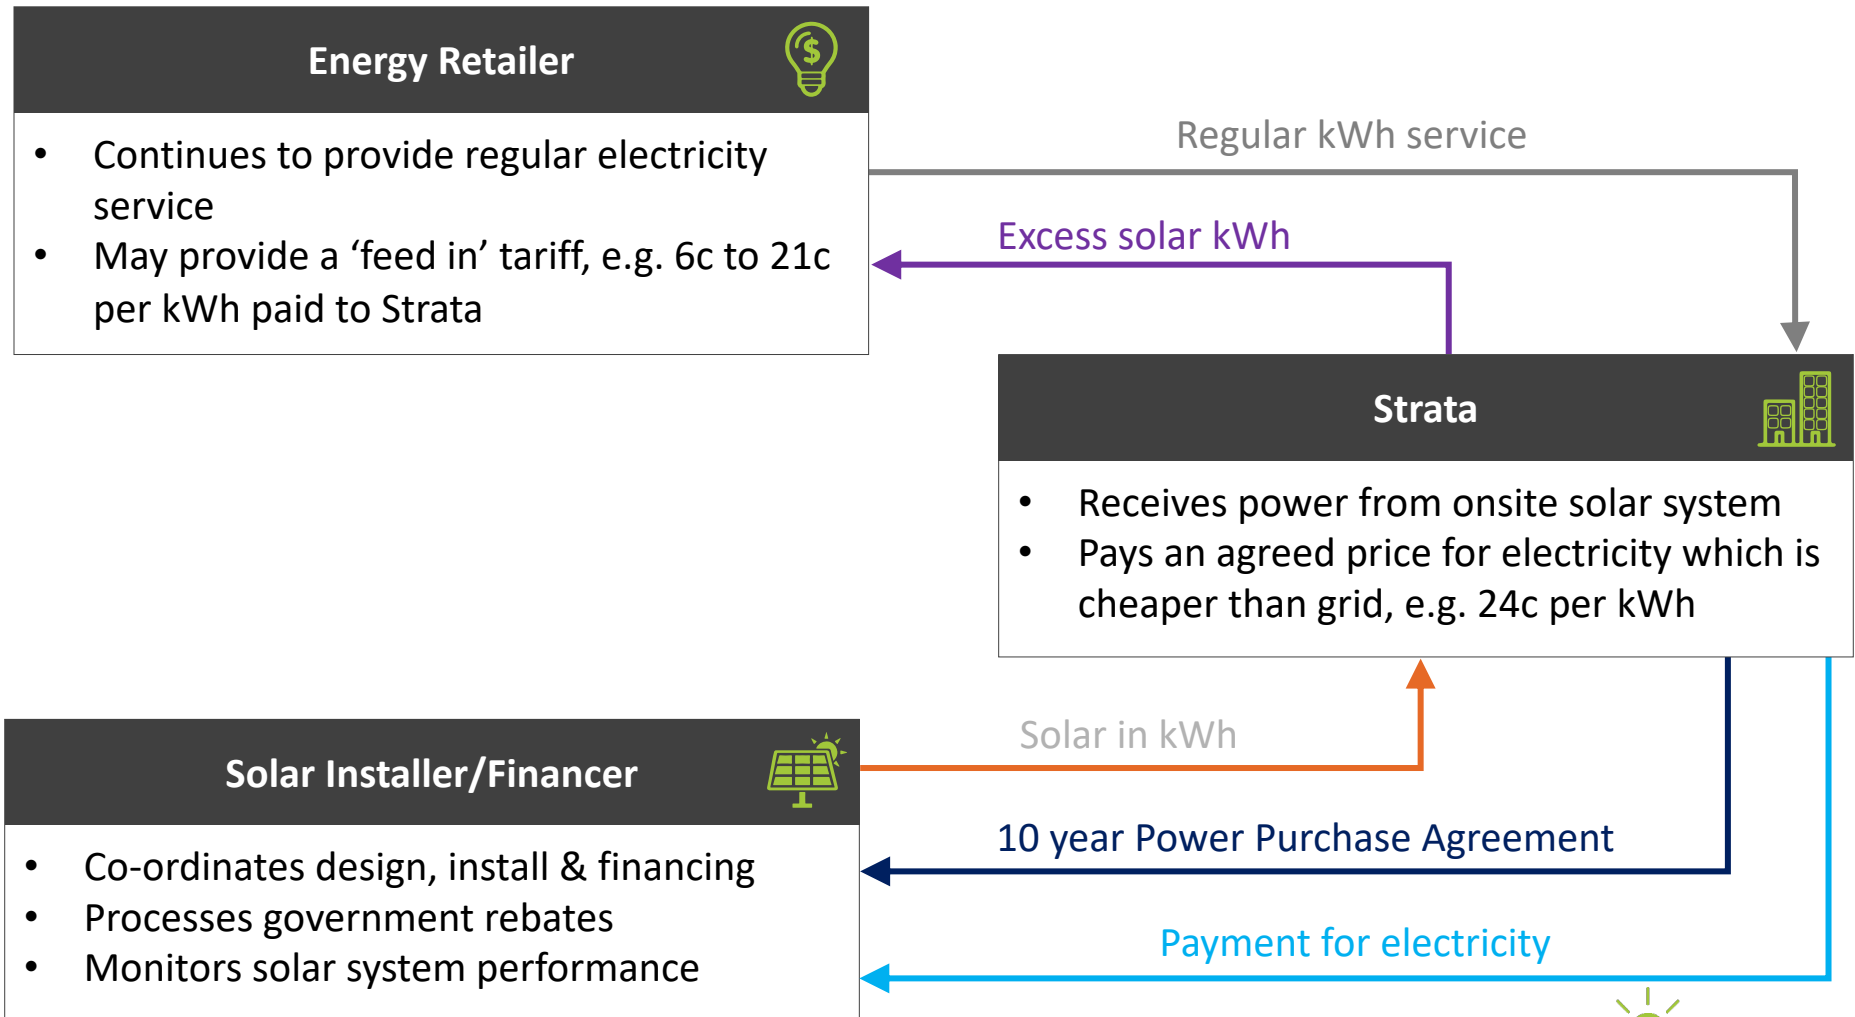 Energy Retailer
• Continues to provide regular electricity
service
• May provide a ‘feed in’ tariff, e.g. 6c to 21c
per kWh paid to Strata
Regular kWh service
Excess solar kWh
Strata
• Receives power from onsite solar system
• Pays an agreed price for electricity which is
cheaper than grid, e.g. 24c per kWh
Solar in kWh
Solar Installer/Financer
• Co-ordinates design, install & financing
• Processes government rebates
• Monitors solar system performance
10 year Power Purchase Agreement
Payment for electricity